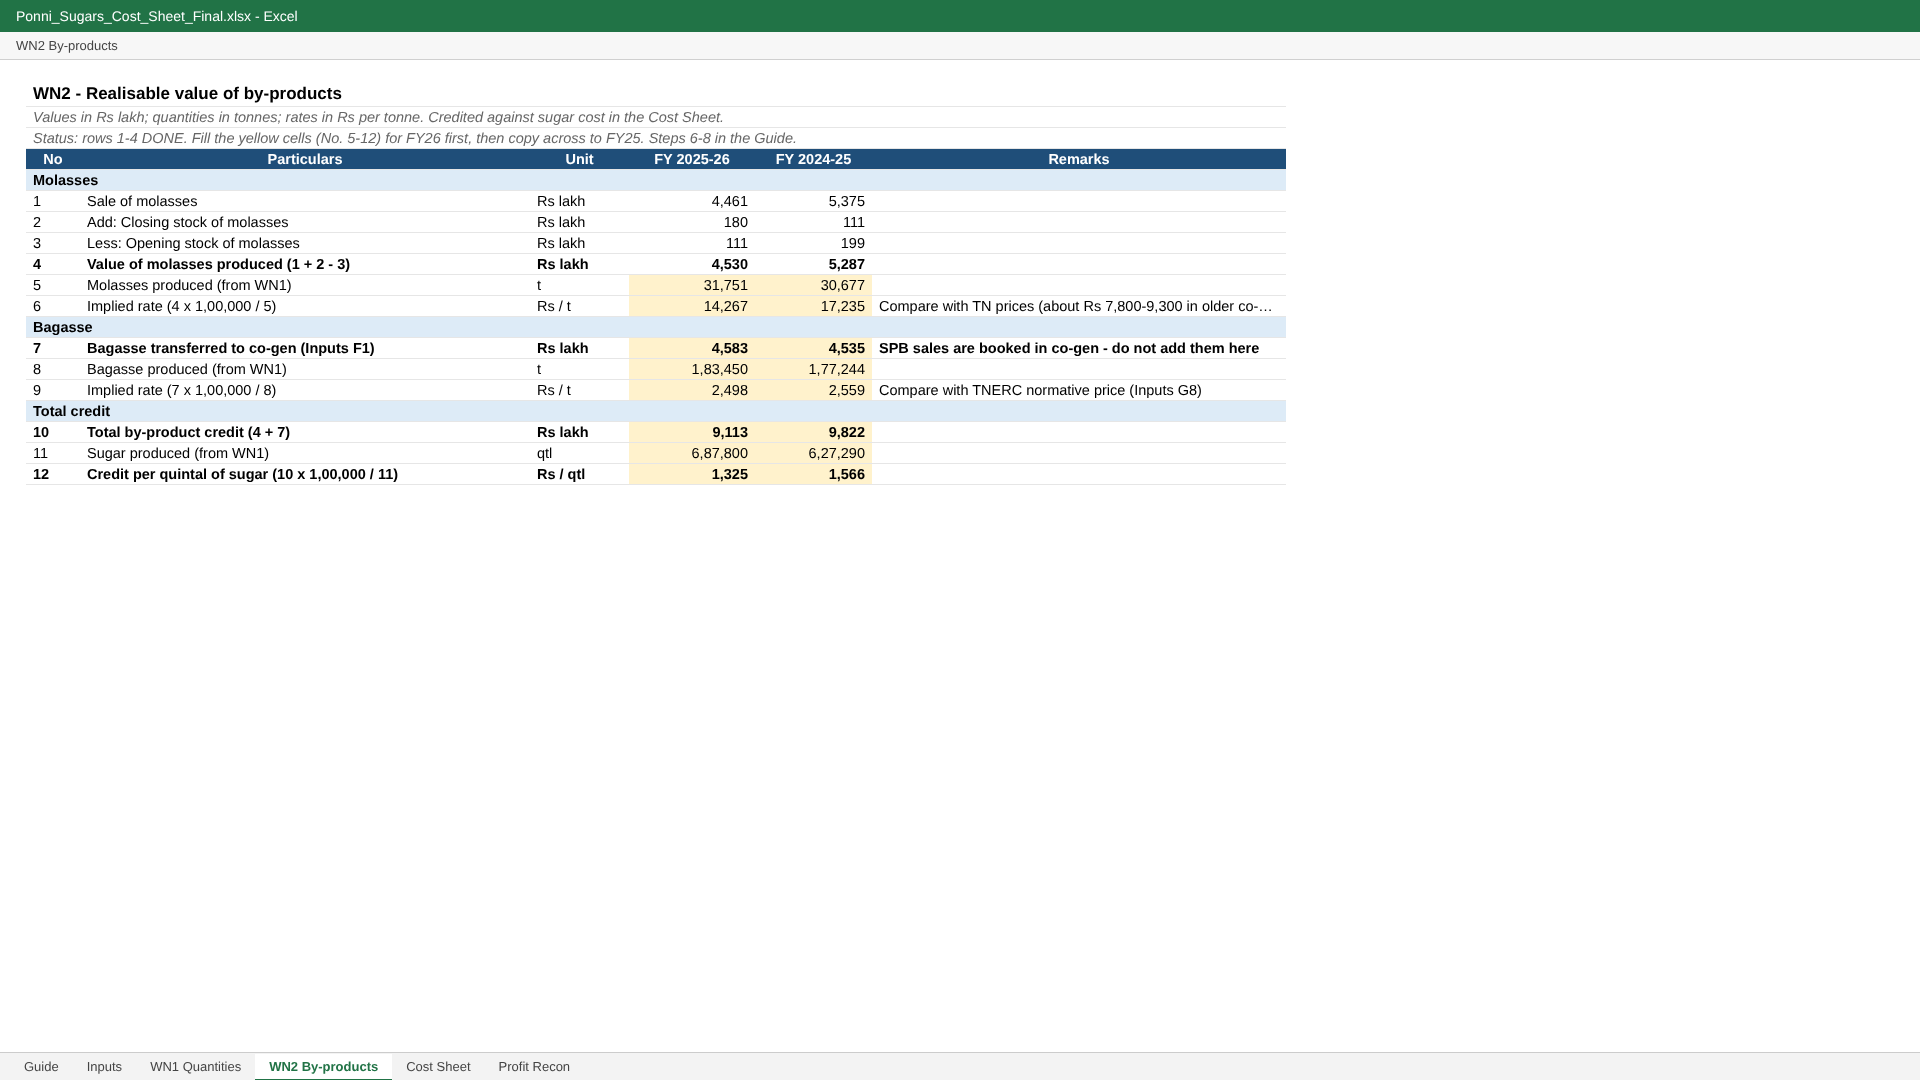 Ponni_Sugars_Cost_Sheet_Final.xlsx - Excel
WN2 By-products
WN2 - Realisable value of by-products
Values in Rs lakh; quantities in tonnes; rates in Rs per tonne. Credited against sugar cost in the Cost Sheet.
Status: rows 1-4 DONE. Fill the yellow cells (No. 5-12) for FY26 first, then copy across to FY25. Steps 6-8 in the Guide.
No Particulars Unit FY 2025-26 FY 2024-25 Remarks
Molasses
1 Sale of molasses Rs lakh 4,461 5,375
2 Add: Closing stock of molasses Rs lakh 180 111
3 Less: Opening stock of molasses Rs lakh 111 199
4 Value of molasses produced (1 + 2 - 3) Rs lakh 4,530 5,287
5 Molasses produced (from WN1) t 31,751 30,677
6 Implied rate (4 x 1,00,000 / 5) Rs / t 14,267 17,235 Compare with TN prices (about Rs 7,800-9,300 in older co-…
Bagasse
7 Bagasse transferred to co-gen (Inputs F1) Rs lakh 4,583 4,535 SPB sales are booked in co-gen - do not add them here
8 Bagasse produced (from WN1) t 1,83,450 1,77,244
9 Implied rate (7 x 1,00,000 / 8) Rs / t 2,498 2,559 Compare with TNERC normative price (Inputs G8)
Total credit
10 Total by-product credit (4 + 7) Rs lakh 9,113 9,822
11 Sugar produced (from WN1) qtl 6,87,800 6,27,290
12 Credit per quintal of sugar (10 x 1,00,000 / 11) Rs / qtl 1,325 1,566
Guide Inputs WN1 Quantities WN2 By-products Cost Sheet Profit Recon